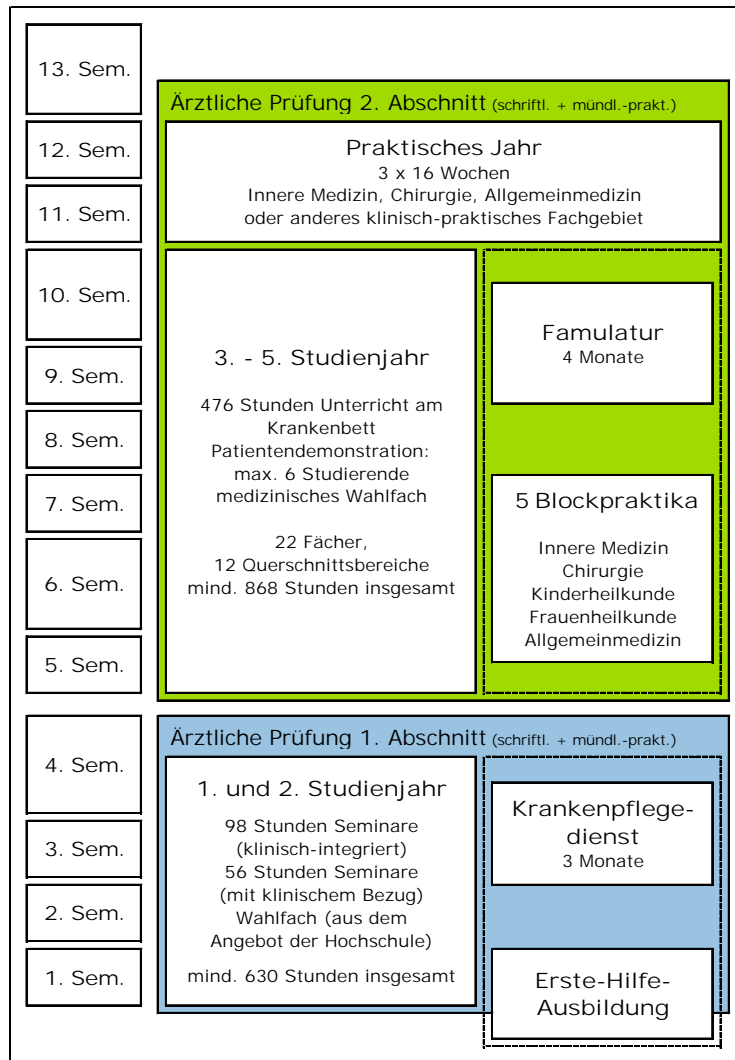 13. Sem.
12. Sem.
11. Sem.
10. Sem.
9. Sem.
8. Sem.
7. Sem.
6. Sem.
5. Sem.
4. Sem.
3. Sem.
2. Sem.
1. Sem.
Ärztliche Prüfung 2. Abschnitt (schriftl. + mündl.-prakt.)
Praktisches Jahr
3 x 16 Wochen
Innere Medizin, Chirurgie, Allgemeinmedizin
oder anderes klinisch-praktisches Fachgebiet
3. - 5. Studienjahr
476 Stunden Unterricht am
Krankenbett
Patientendemonstration:
max. 6 Studierende
medizinisches Wahlfach
22 Fächer,
12 Querschnittsbereiche
mind. 868 Stunden insgesamt
Famulatur
4 Monate
5 Blockpraktika
Innere Medizin
Chirurgie
Kinderheilkunde
Frauenheilkunde
Allgemeinmedizin
Ärztliche Prüfung 1. Abschnitt (schriftl. + mündl.-prakt.)
1. und 2. Studienjahr
98 Stunden Seminare
(klinisch-integriert)
56 Stunden Seminare
(mit klinischem Bezug)
Wahlfach (aus dem
Angebot der Hochschule)
mind. 630 Stunden insgesamt
Krankenpflege-
dienst
3 Monate
Erste-Hilfe-
Ausbildung